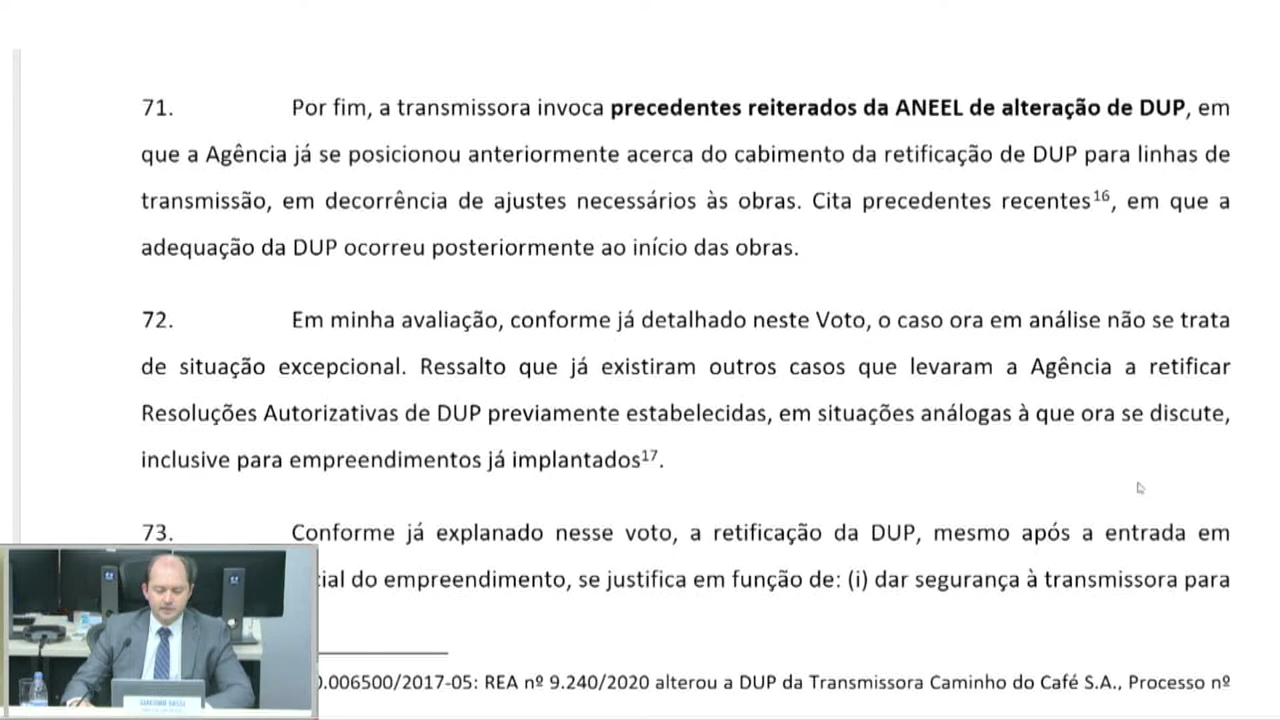 71. Por fim, a transmissora invoca precedentes reiterados da ANEEL de alteração de DUP, em
que a Agência já se posicionou anteriormente acerca do cabimento da retificação de DUP para linhas de
transmissão, em decorrência de ajustes necessários às obras. Cita precedentes recentes16, em que a
adequação da DUP ocorreu posteriormente ao início das obras.
72. Em minha avaliação, conforme já detalhado neste Voto, o caso ora em análise não se trata
de situação excepcional. Ressalto que já existiram outros casos que levaram a Agência a retificar
Resoluções Autorizativas de DUP previamente estabelecidas, em situações análogas à que ora se discute,
inclusive para empreendimentos já implantados17.
73. Conforme já explanado nesse voto, a retificação da DUP, mesmo após a entrada em
cial do empreendimento, se justifica em função de: (i) dar segurança à transmissora para
0.006500/2017-05: REA nº 9.240/2020 alterou a DUP da Transmissora Caminho do Café S.A., Processo nº